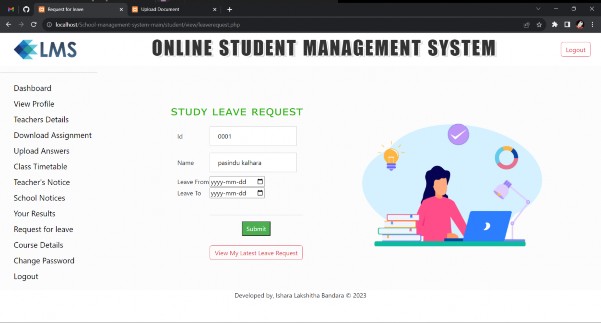 Request for leave
Upload Document
localhost/School-management-system-main/student/view/leaverequest.php
LMS
ONLINE STUDENT MANAGEMENT SYSTEM
Logout
Dashboard
View Profile
Teachers Details
Download Assignment
Upload Answers
Class Timetable
Teacher's Notice
School Notices
Your Results
Request for leave
Course Details
Change Password
Logout
STUDY LEAVE REQUEST
Id 0001
Name pasindu kalhara
Leave From yyyy-mm-dd
Leave To yyyy-mm-dd
Submit
View My Latest Leave Request
Developed by, Ishara Lakshitha Bandara © 2023